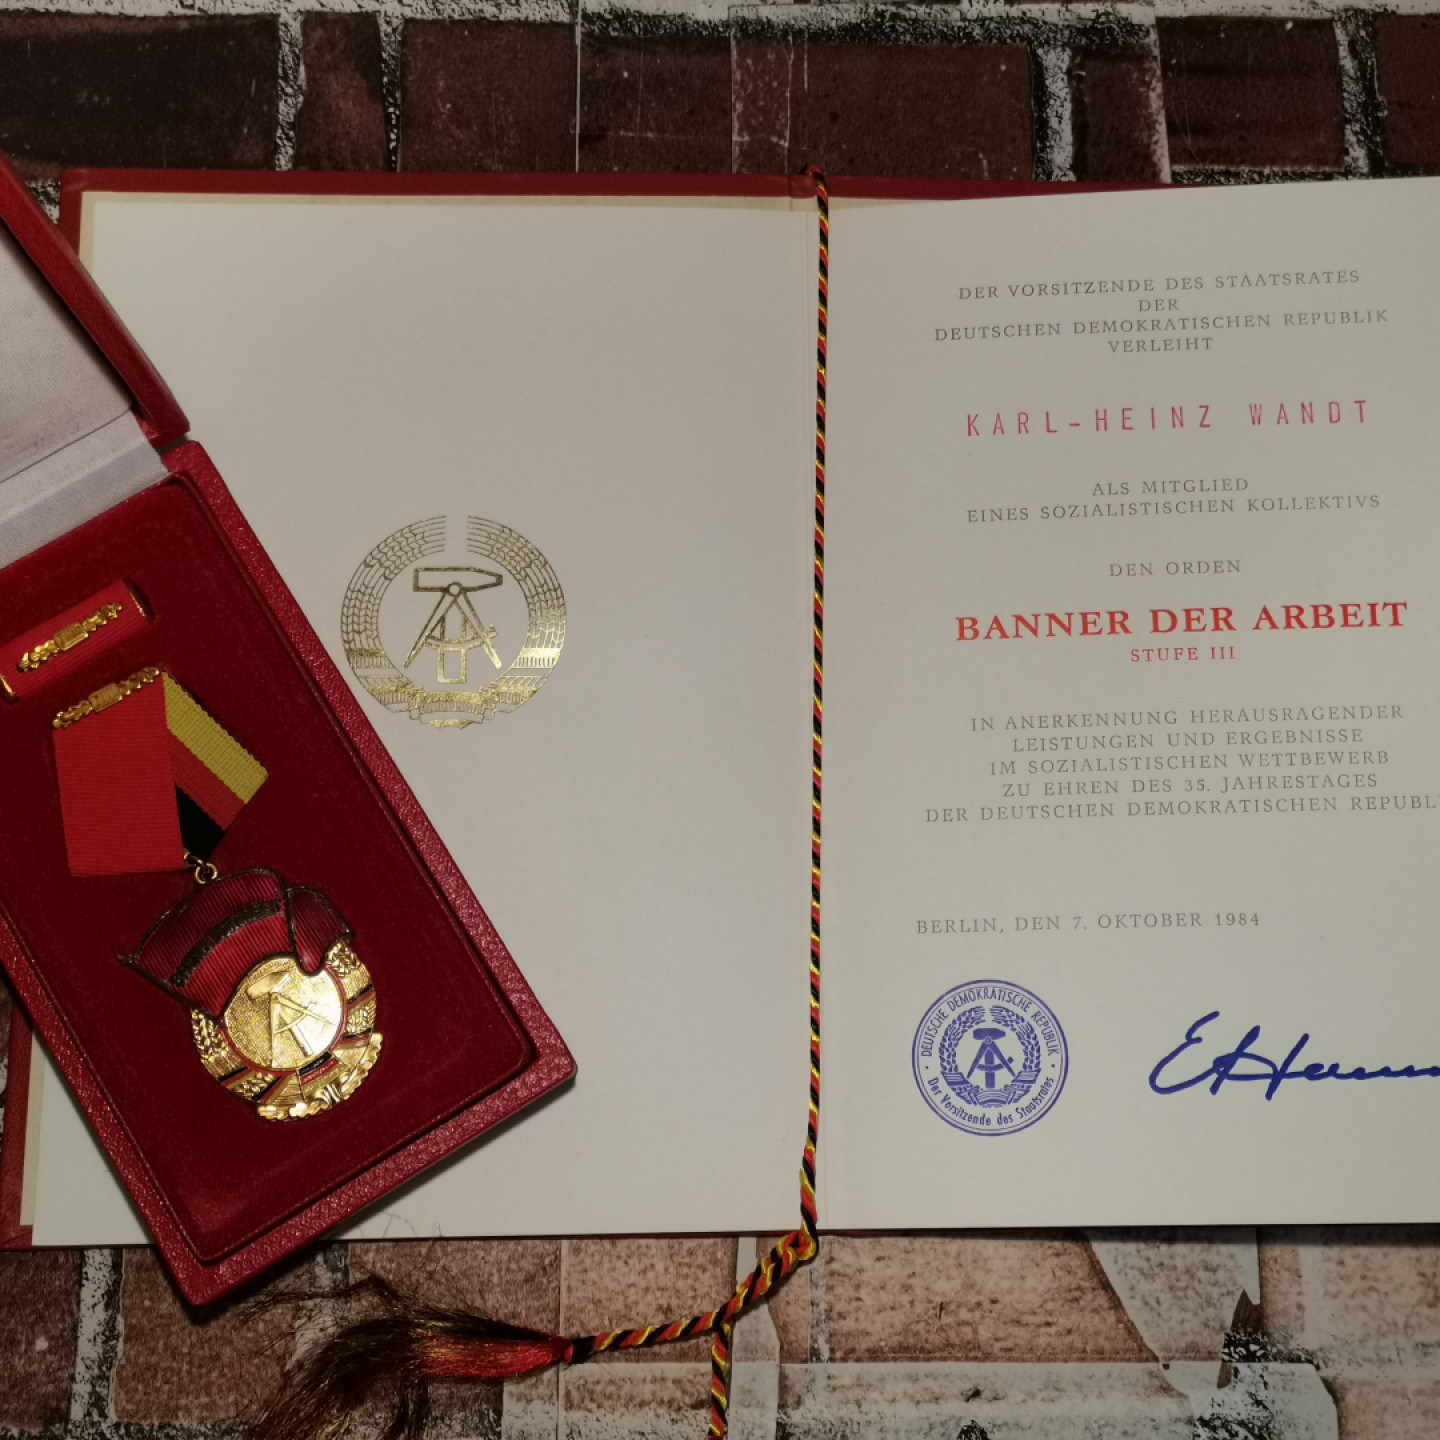 DER VORSITZENDE DES STAATSRATES
DER
DEUTSCHEN DEMOKRATISCHEN REPUBLIK
VERLEIHT
KARL-HEINZ WANDT
ALS MITGLIED
EINES SOZIALISTISCHEN KOLLEKTIVS
DEN ORDEN
BANNER DER ARBEIT
STUFE III
IN ANERKENNUNG HERAUSRAGENDER
LEISTUNGEN UND ERGEBNISSE
IM SOZIALISTISCHEN WETTBEWERB
ZU EHREN DES 35. JAHRESTAGES
DER DEUTSCHEN DEMOKRATISCHEN REPUBL
BERLIN, DEN 7. OKTOBER 1984
DEUTSCHE DEMOKRATISCHE REPUBLIK
Der Vorsitzende des Staatsrates